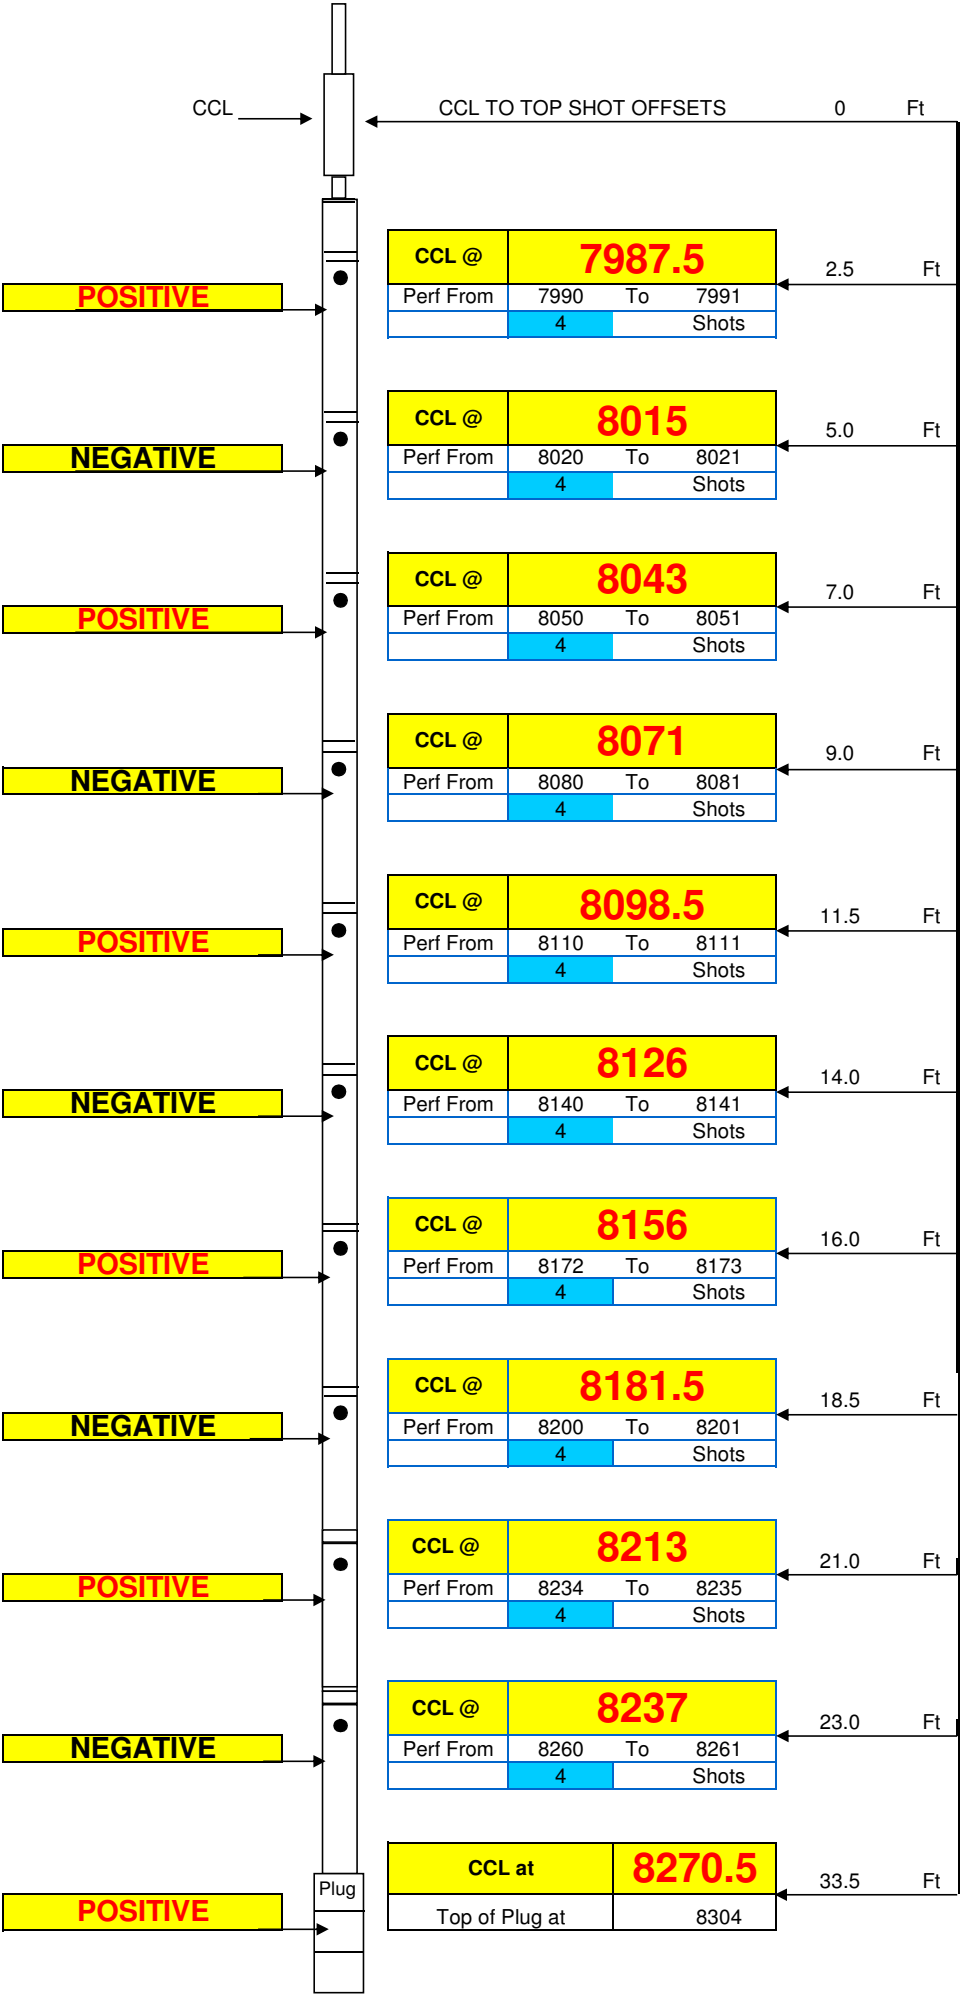 CCL CCL TO TOP SHOT OFFSETS 0 Ft
CCL @ 7987.5 2.5 Ft
POSITIVE Perf From 7990 To 7991
4 Shots
CCL @ 8015 5.0 Ft
NEGATIVE Perf From 8020 To 8021
4 Shots
CCL @ 8043 7.0 Ft
POSITIVE Perf From 8050 To 8051
4 Shots
CCL @ 8071 9.0 Ft
NEGATIVE Perf From 8080 To 8081
4 Shots
CCL @ 8098.5 11.5 Ft
POSITIVE Perf From 8110 To 8111
4 Shots
CCL @ 8126 14.0 Ft
NEGATIVE Perf From 8140 To 8141
4 Shots
CCL @ 8156 16.0 Ft
POSITIVE Perf From 8172 To 8173
4 Shots
CCL @ 8181.5 18.5 Ft
NEGATIVE Perf From 8200 To 8201
4 Shots
CCL @ 8213 21.0 Ft
POSITIVE Perf From 8234 To 8235
4 Shots
CCL @ 8237 23.0 Ft
NEGATIVE Perf From 8260 To 8261
4 Shots
Plug CCL at 8270.5 33.5 Ft
POSITIVE Top of Plug at 8304